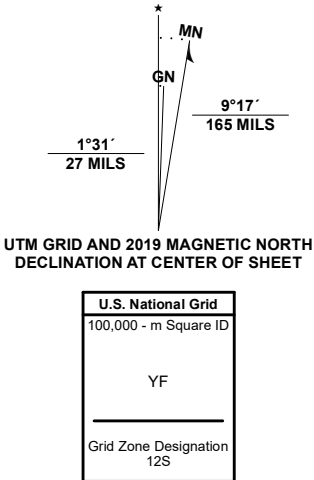 ★
MN
GN
9°17´
165 MILS
1°31´
27 MILS
UTM GRID AND 2019 MAGNETIC NORTH
DECLINATION AT CENTER OF SHEET
U.S. National Grid
100,000 - m Square ID
YF
Grid Zone Designation
12S